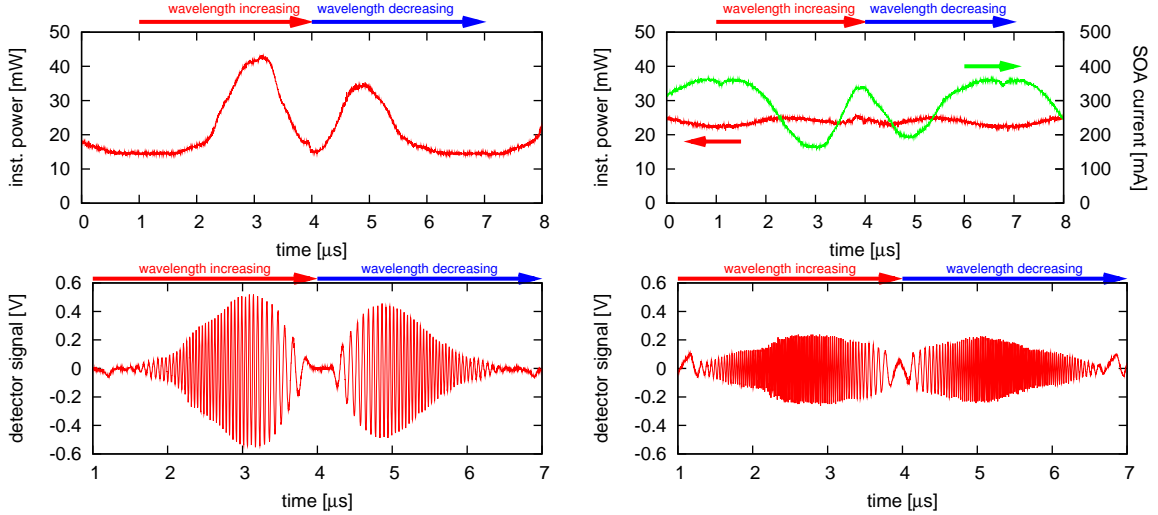 wavelength increasing wavelength decreasing
50
40
30
20
10
0
inst. power [mW]
0 1 2 3 4 5 6 7 8
time [μs]
wavelength increasing wavelength decreasing
50
40
30
20
10
0
inst. power [mW]
500
400
300
200
100
0
SOA current [mA]
0 1 2 3 4 5 6 7 8
time [μs]
wavelength increasing wavelength decreasing
0.6
0.4
0.2
0
-0.2
-0.4
-0.6
detector signal [V]
1 2 3 4 5 6 7
time [μs]
wavelength increasing wavelength decreasing
0.6
0.4
0.2
0
-0.2
-0.4
-0.6
detector signal [V]
1 2 3 4 5 6 7
time [μs]